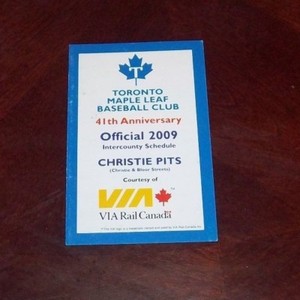 T
TORONTO
MAPLE LEAF
BASEBALL CLUB
41th Anniversary
Official 2009
Intercounty Schedule
CHRISTIE PITS
(Christie & Bloor Streets)
Courtesy of
VIA
VIA Rail Canada